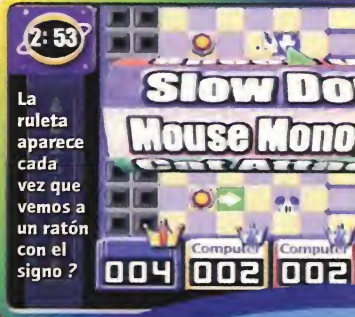 2:53
La
ruleta
aparece
cada
vez que
vemos a
un ratón
con el
signo ?
Slow Do
Mouse Mono
Computer Computer
004 002 002